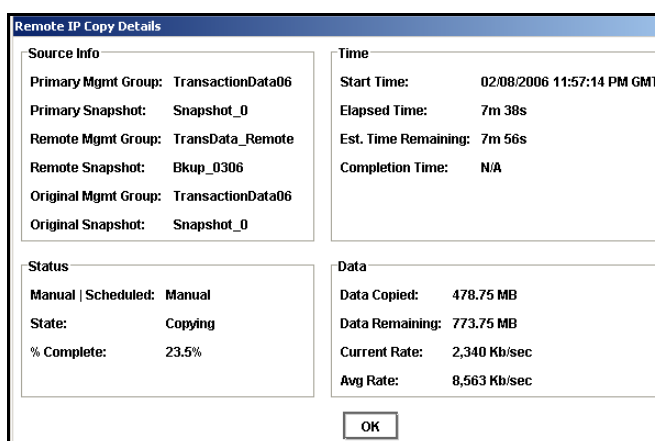 Remote IP Copy Details
Source Info
Primary Mgmt Group: TransactionData06
Primary Snapshot: Snapshot_0
Remote Mgmt Group: TransData_Remote
Remote Snapshot: Bkup_0306
Original Mgmt Group: TransactionData06
Original Snapshot: Snapshot_0
Time
Start Time: 02/08/2006 11:57:14 PM GMT
Elapsed Time: 7m 38s
Est. Time Remaining: 7m 56s
Completion Time: N/A
Status
Manual | Scheduled: Manual
State: Copying
% Complete: 23.5%
Data
Data Copied: 478.75 MB
Data Remaining: 773.75 MB
Current Rate: 2,340 Kb/sec
Avg Rate: 8,563 Kb/sec
OK